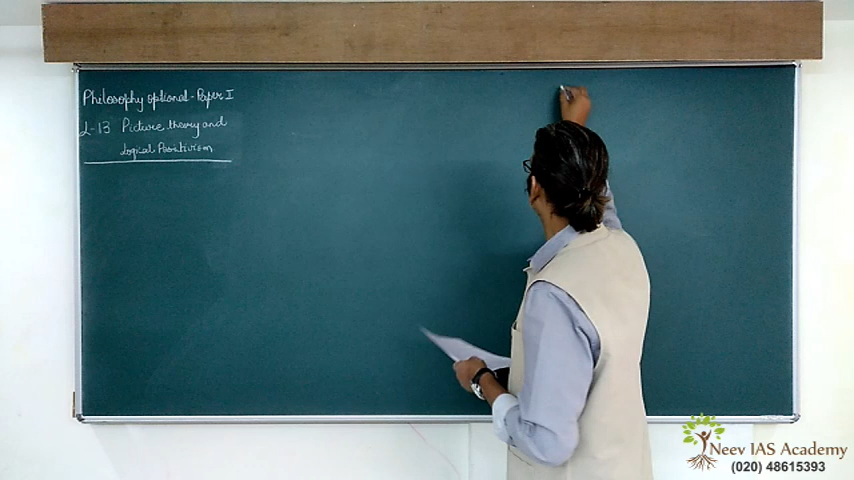 Philosophy optional - Paper I
L-13 Picture theory and
Logical Positivism
Neev IAS Academy
(020) 48615393